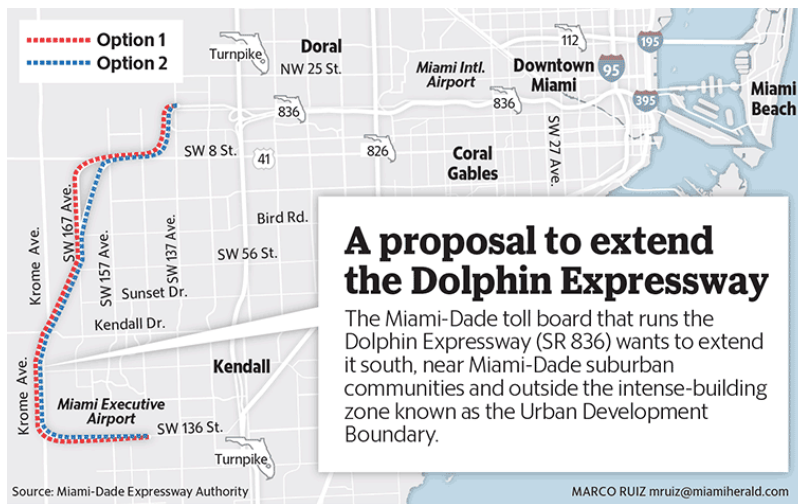 Option 1
Option 2
Turnpike
Doral
NW 25 St.
112
195
Miami Intl.
Airport
Downtown
Miami
95
Miami
Beach
836
836
395
SW 8 St.
41
826
Coral
Gables
SW 27 Ave.
Krome Ave.
SW 167 Ave.
SW 157 Ave.
SW 137 Ave.
Bird Rd.
SW 56 St.
Sunset Dr.
Kendall Dr.
Kendall
Krome Ave.
Miami Executive
Airport
SW 136 St.
Turnpike
A proposal to extend
the Dolphin Expressway
The Miami-Dade toll board that runs the
Dolphin Expressway (SR 836) wants to extend
it south, near Miami-Dade suburban
communities and outside the intense-building
zone known as the Urban Development
Boundary.
Source: Miami-Dade Expressway Authority
MARCO RUIZ mruiz@miamiherald.com